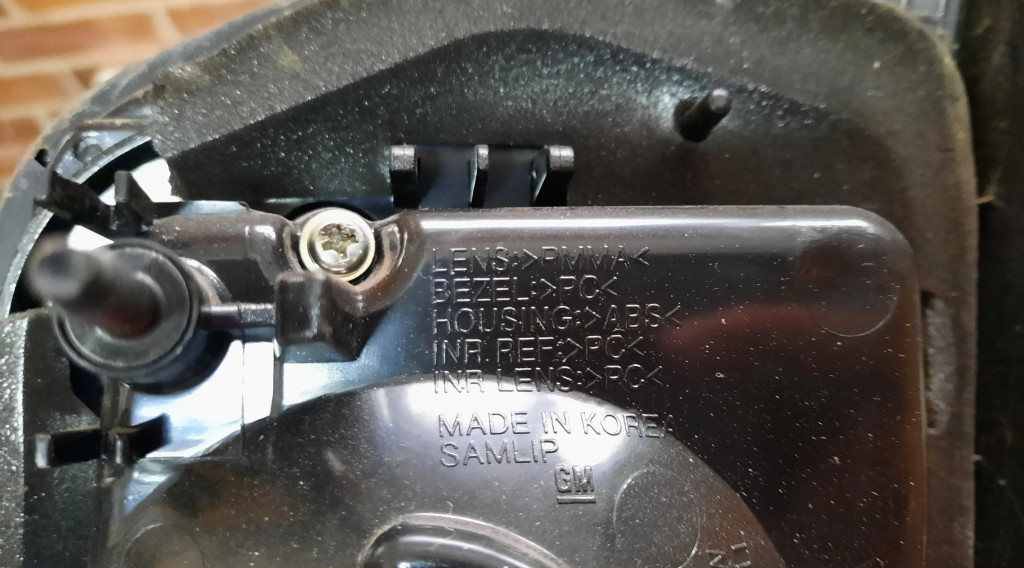 LENS:>PMMA<
BEZEL:>PC<
HOUSING:>ABS<
INR REF:>PC<
INR LENS:>PC<
MADE IN KOREA
SAMLIP
GM